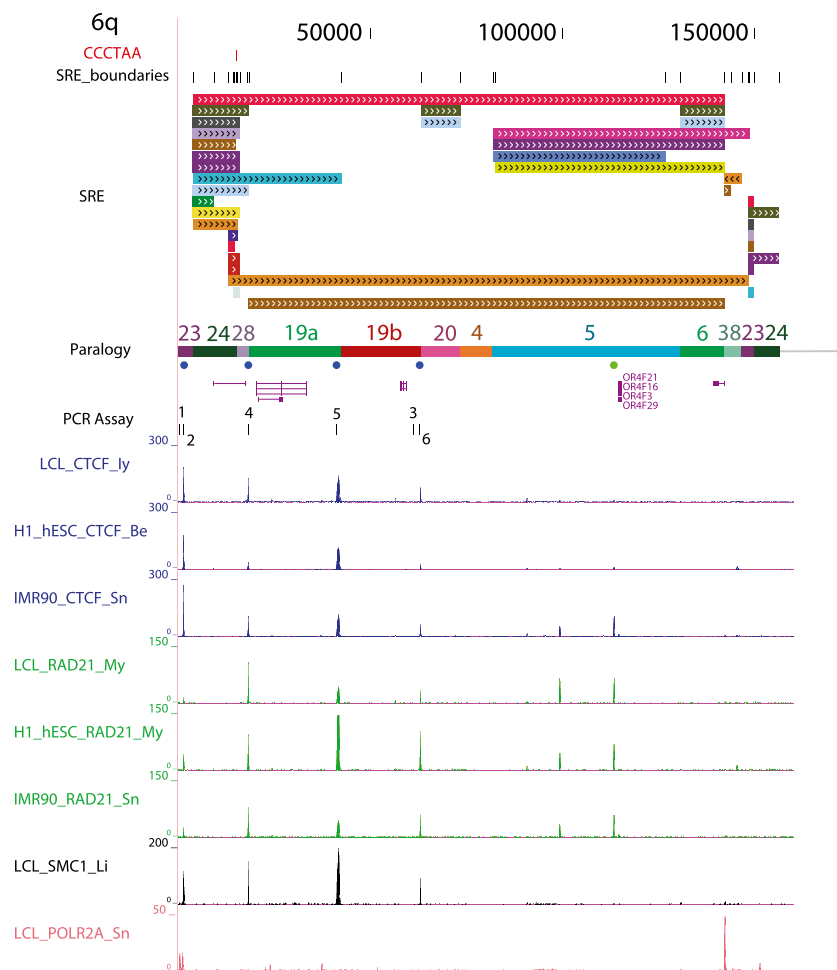 6q
50000 100000 150000
CCCTAA
SRE_boundaries
SRE
23 24 28 19a 19b 20 4 5 6 38 23 24
Paralogy
OR4F21
OR4F16
OR4F3
OR4F29
PCR Assay
1 4 5 3
2 6
300
LCL_CTCF_Iy
0
300
H1_hESC_CTCF_Be
0
300
IMR90_CTCF_Sn
0
150
LCL_RAD21_My
0
150
H1_hESC_RAD21_My
0
150
IMR90_RAD21_Sn
0
200
LCL_SMC1_Li
0
50
LCL_POLR2A_Sn
0